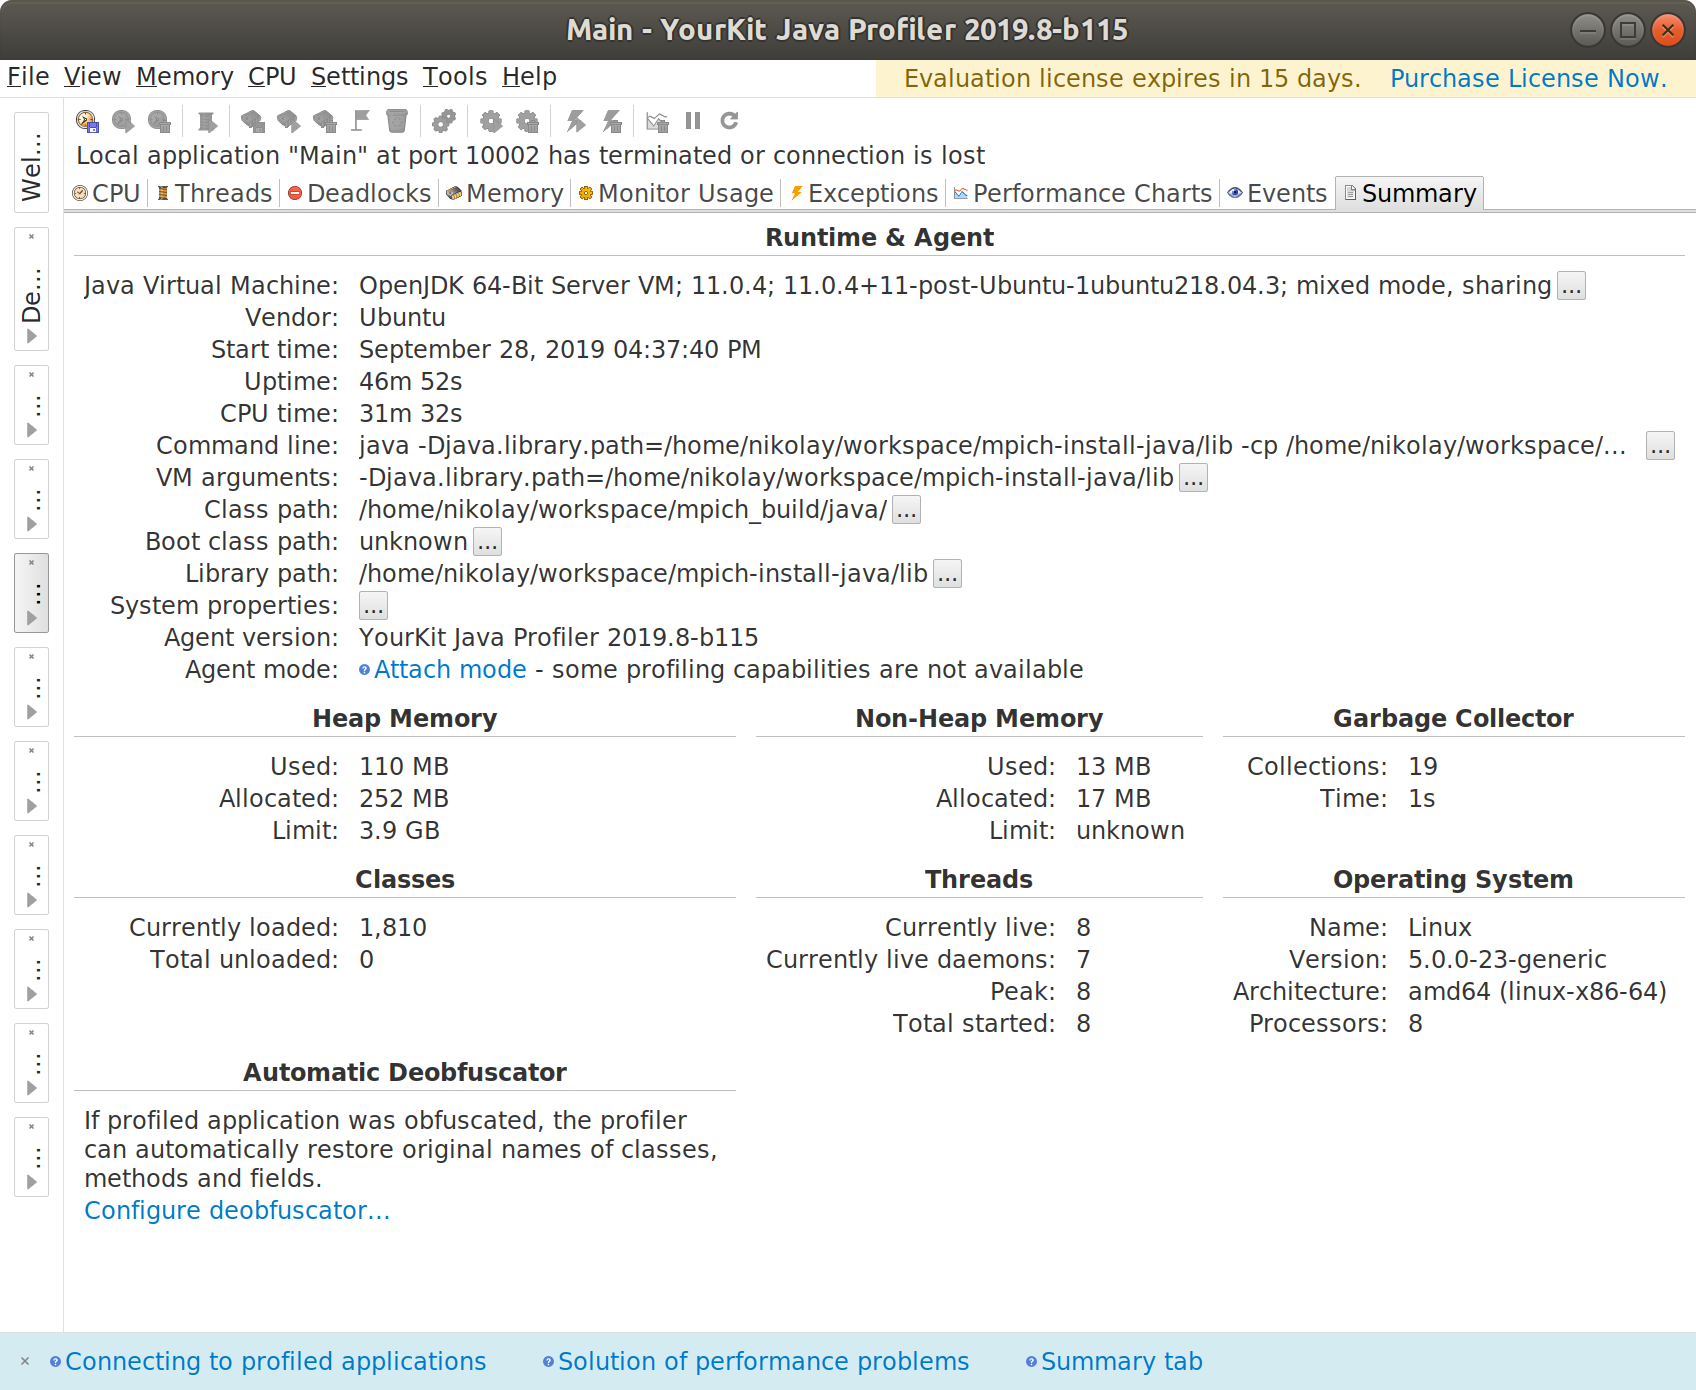 Main - YourKit Java Profiler 2019.8-b115
File View Memory CPU Settings Tools Help
Evaluation license expires in 15 days. Purchase License Now.
Wel...
De...
...
...
...
...
...
...
...
...
...
Local application "Main" at port 10002 has terminated or connection is lost
CPU Threads Deadlocks Memory Monitor Usage Exceptions Performance Charts Events Summary
Runtime & Agent
Java Virtual Machine: OpenJDK 64-Bit Server VM; 11.0.4; 11.0.4+11-post-Ubuntu-1ubuntu218.04.3; mixed mode, sharing ...
Vendor: Ubuntu
Start time: September 28, 2019 04:37:40 PM
Uptime: 46m 52s
CPU time: 31m 32s
Command line: java -Djava.library.path=/home/nikolay/workspace/mpich-install-java/lib -cp /home/nikolay/workspace/... ...
VM arguments: -Djava.library.path=/home/nikolay/workspace/mpich-install-java/lib ...
Class path: /home/nikolay/workspace/mpich_build/java/ ...
Boot class path: unknown ...
Library path: /home/nikolay/workspace/mpich-install-java/lib ...
System properties: ...
Agent version: YourKit Java Profiler 2019.8-b115
Agent mode: ? Attach mode - some profiling capabilities are not available
Heap Memory
Used: 110 MB
Allocated: 252 MB
Limit: 3.9 GB
Non-Heap Memory
Used: 13 MB
Allocated: 17 MB
Limit: unknown
Garbage Collector
Collections: 19
Time: 1s
Classes
Currently loaded: 1,810
Total unloaded: 0
Threads
Currently live: 8
Currently live daemons: 7
Peak: 8
Total started: 8
Operating System
Name: Linux
Version: 5.0.0-23-generic
Architecture: amd64 (linux-x86-64)
Processors: 8
Automatic Deobfuscator
If profiled application was obfuscated, the profiler
can automatically restore original names of classes,
methods and fields.
Configure deobfuscator...
? Connecting to profiled applications ? Solution of performance problems ? Summary tab